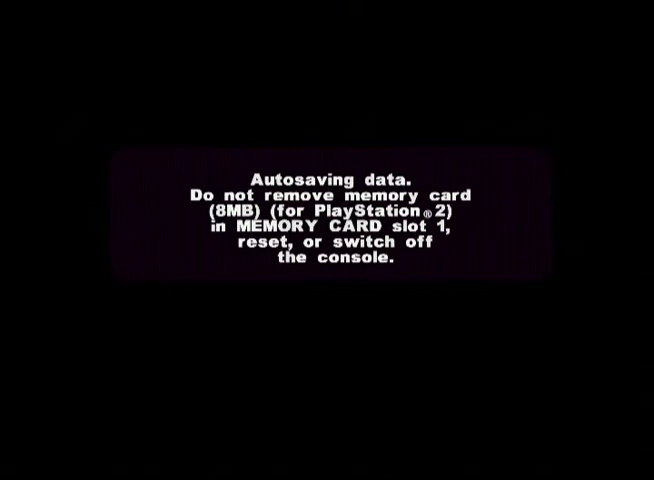 Autosaving data.
Do not remove memory card
(8MB) (for PlayStation®2)
in MEMORY CARD slot 1,
reset, or switch off
the console.